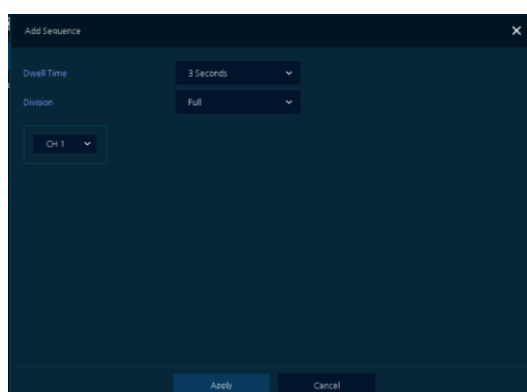 Add Sequence
Dwell Time 3 Seconds
Division Full
CH 1
Apply Cancel